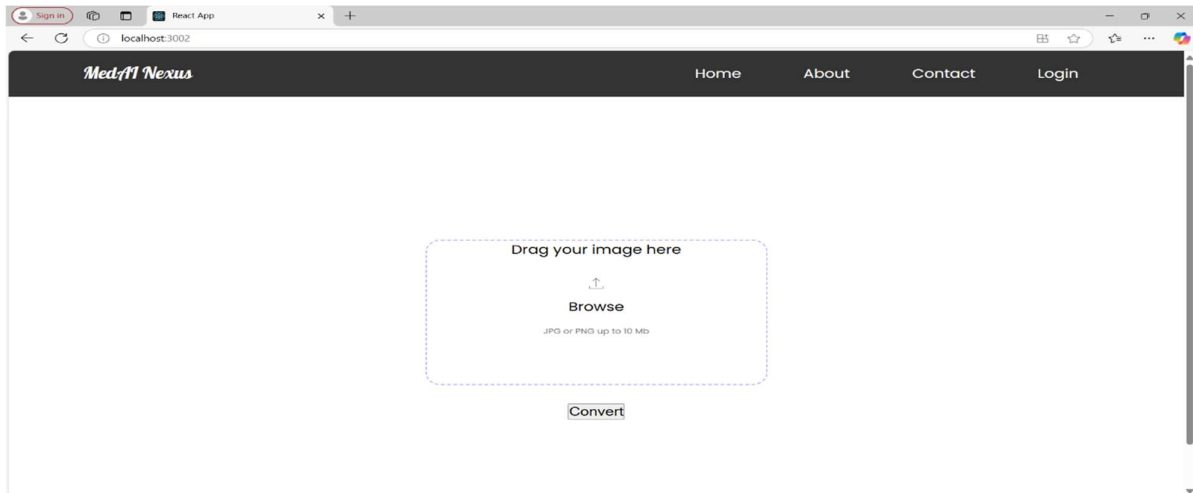 Sign in React App
localhost:3002
MedAI Nexus Home About Contact Login
Drag your image here
Browse
JPG or PNG up to 10 Mb
Convert